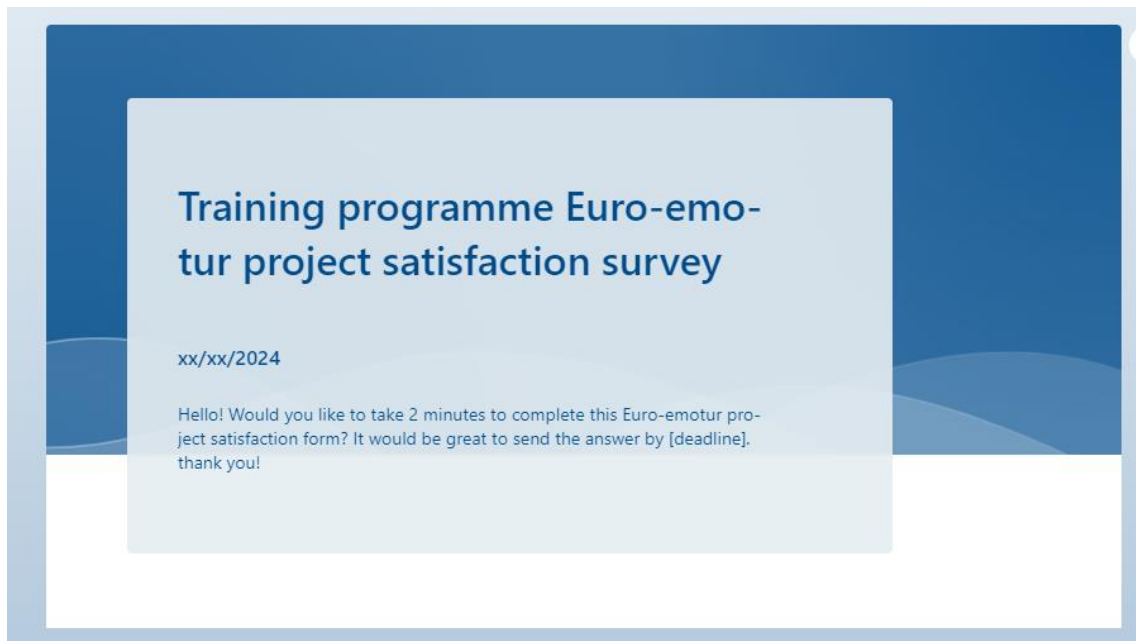 Training programme Euro-emo-
tur project satisfaction survey
xx/xx/2024
Hello! Would you like to take 2 minutes to complete this Euro-emotur pro-
ject satisfaction form? It would be great to send the answer by [deadline].
thank you!